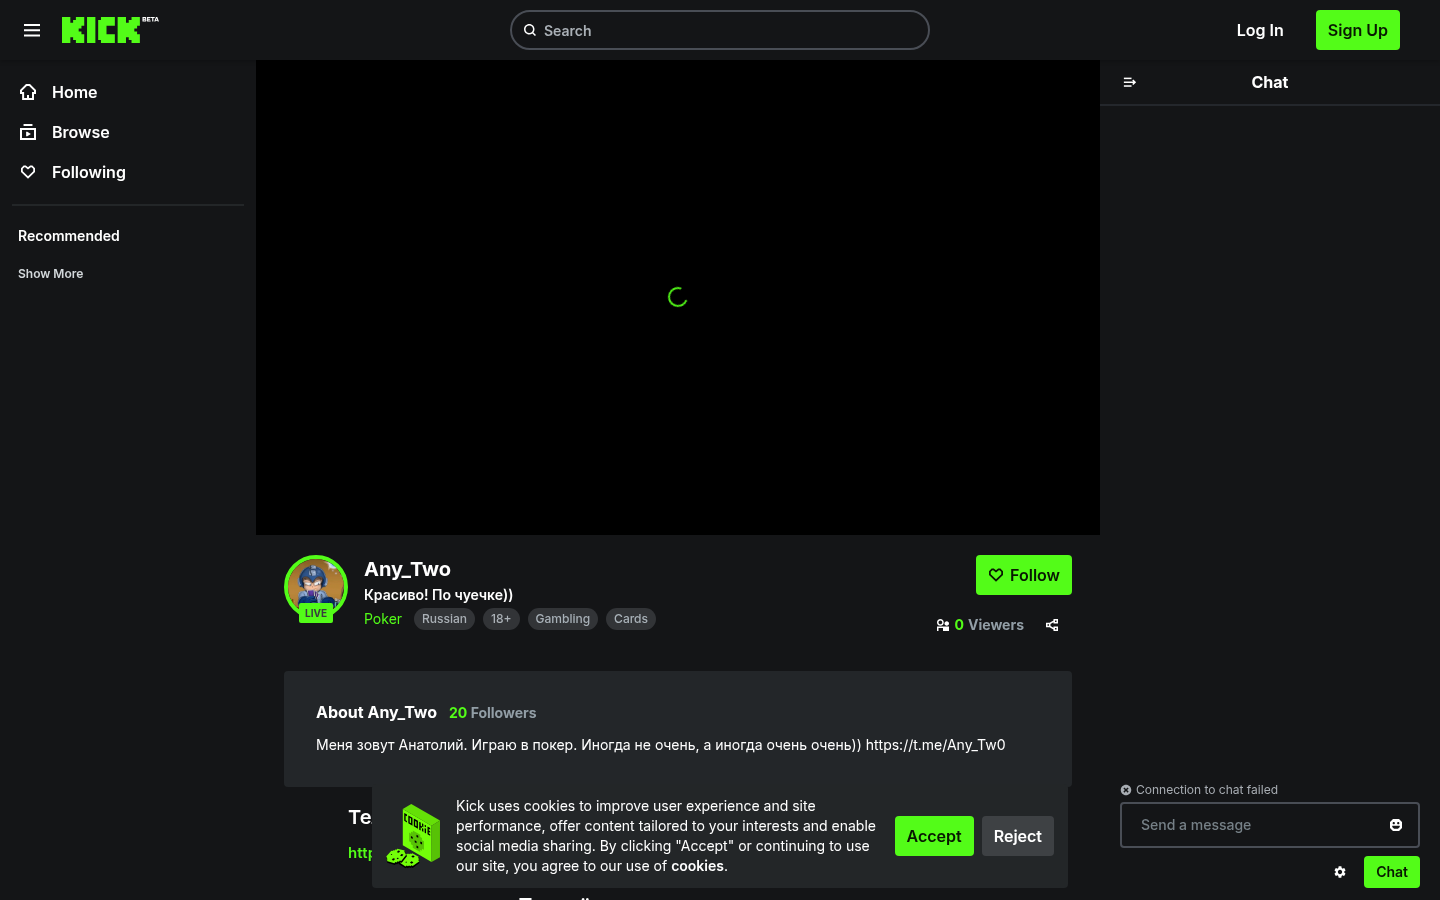 KICK BETA
Search
Log In
Sign Up
Home
Browse
Following
Recommended
Show More
Chat
LIVE
Any_Two
Красиво! По чуечке))
Poker Russian 18+ Gambling Cards
Follow
0 Viewers
About Any_Two 20 Followers
Меня зовут Анатолий. Играю в покер. Иногда не очень, а иногда очень очень)) https://t.me/Any_Tw0
COOKIE
Kick uses cookies to improve user experience and site
performance, offer content tailored to your interests and enable
social media sharing. By clicking "Accept" or continuing to use
our site, you agree to our use of cookies.
Accept
Reject
Connection to chat failed
Send a message
Chat